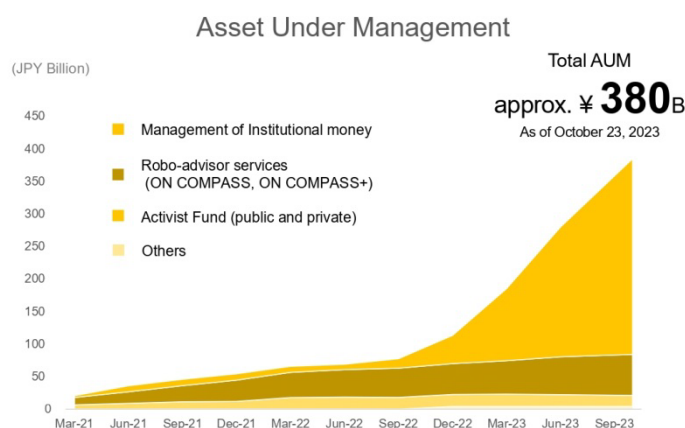 Asset Under Management
(JPY Billion)
Total AUM
approx. ¥ 380B
As of October 23, 2023
450
400
350
300
250
200
150
100
50
0
Management of Institutional money
Robo-advisor services
(ON COMPASS, ON COMPASS+)
Activist Fund (public and private)
Others
Mar-21 Jun-21 Sep-21 Dec-21 Mar-22 Jun-22 Sep-22 Dec-22 Mar-23 Jun-23 Sep-23